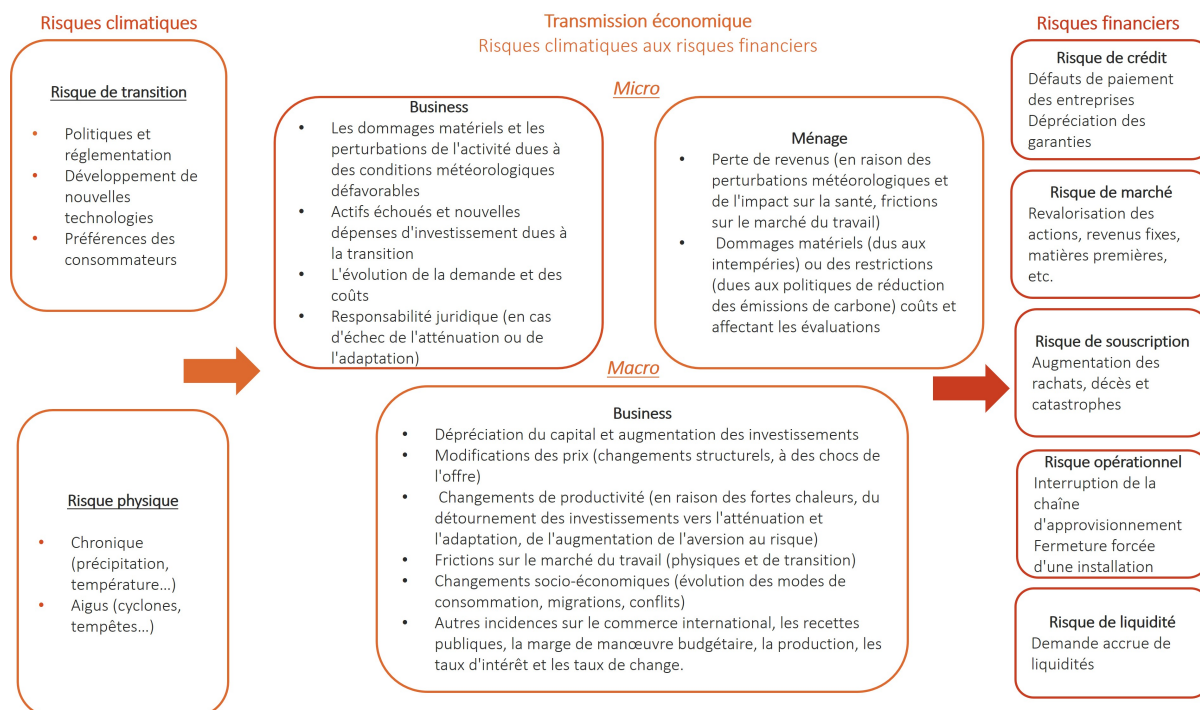 Risques climatiques
Risque de transition
• Politiques et
réglementation
• Développement de
nouvelles
technologies
• Préférences des
consommateurs
Risque physique
• Chronique
(précipitation,
température...)
• Aigus (cyclones,
tempêtes...)
Transmission économique
Risques climatiques aux risques financiers
Micro
Business
• Les dommages matériels et les
perturbations de l'activité dues à
des conditions météorologiques
défavorables
• Actifs échoués et nouvelles
dépenses d'investissement dues à
la transition
• L'évolution de la demande et des
coûts
• Responsabilité juridique (en cas
d'échec de l'atténuation ou de
l'adaptation)
Ménage
• Perte de revenus (en raison des
perturbations météorologiques et
de l'impact sur la santé, frictions
sur le marché du travail)
• Dommages matériels (dus aux
intempéries) ou des restrictions
(dues aux politiques de réduction
des émissions de carbone) coûts et
affectant les évaluations
Macro
Business
• Dépréciation du capital et augmentation des investissements
• Modifications des prix (changements structurels, à des chocs de
l'offre)
• Changements de productivité (en raison des fortes chaleurs, du
détournement des investissements vers l'atténuation et
l'adaptation, de l'augmentation de l'aversion au risque)
• Frictions sur le marché du travail (physiques et de transition)
• Changements socio-économiques (évolution des modes de
consommation, migrations, conflits)
• Autres incidences sur le commerce international, les recettes
publiques, la marge de manœuvre budgétaire, la production, les
taux d'intérêt et les taux de change.
Risques financiers
Risque de crédit
Défauts de paiement
des entreprises
Dépréciation des
garanties
Risque de marché
Revalorisation des
actions, revenus fixes,
matières premières,
etc.
Risque de souscription
Augmentation des
rachats, décès et
catastrophes
Risque opérationnel
Interruption de la
chaîne
d'approvisionnement
Fermeture forcée
d'une installation
Risque de liquidité
Demande accrue de
liquidités